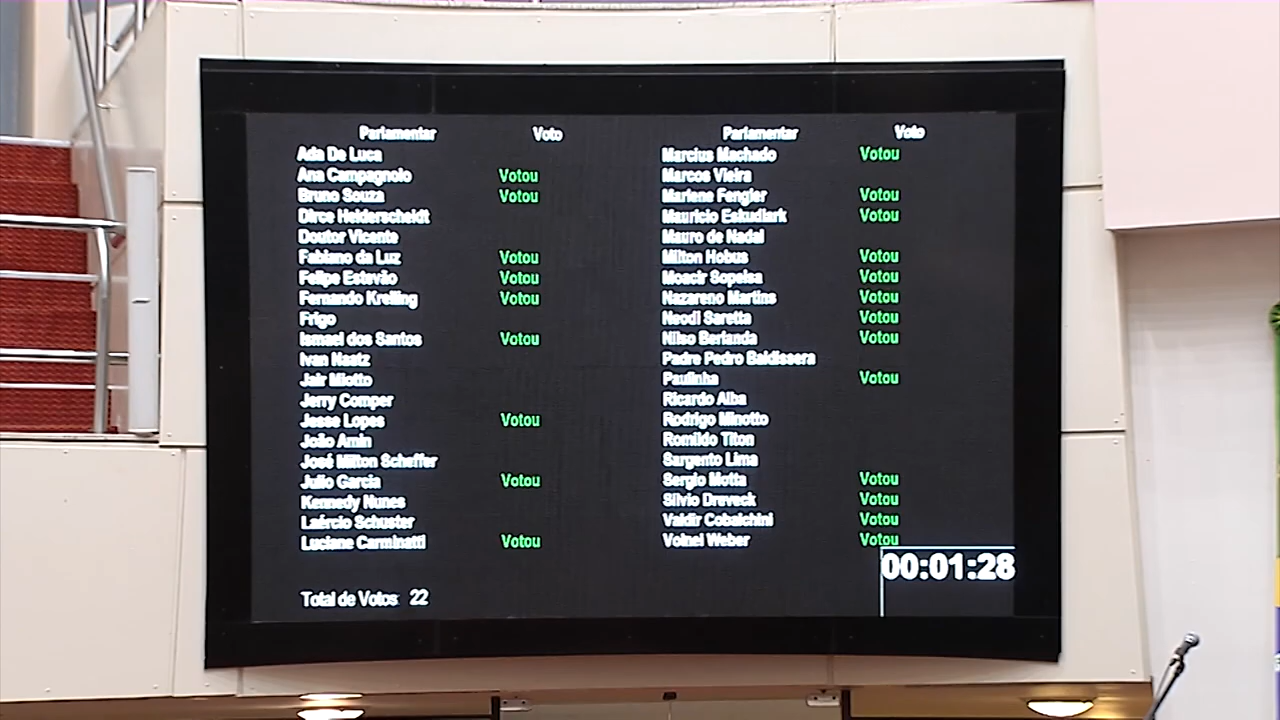 Parlamentar Voto Parlamentar Voto
Ada De Luca Marcius Machado Votou
Ana Campagnolo Votou Marcos Vieira
Bruno Souza Votou Marlene Fengler Votou
Dirce Heiderscheidt Mauricio Eskudlark Votou
Doutor Vicente Mauro de Nadal
Fabiano da Luz Votou Milton Hobus Votou
Felipe Estevão Votou Moacir Sopelsa Votou
Fernando Krelling Votou Nazareno Martins Votou
Frigo Neodi Saretta Votou
Ismael dos Santos Votou Nilso Berlanda Votou
Ivan Naatz Padre Pedro Baldissera
Jair Miotto Paulinha Votou
Jerry Comper Ricardo Alba
Jesse Lopes Votou Rodrigo Minotto
João Amin Romildo Titon
José Milton Scheffer Sargento Lima
Julio Garcia Votou Sergio Motta Votou
Kennedy Nunes Silvio Dreveck Votou
Laércio Schuster Valdir Cobalchini Votou
Luciane Carminatti Votou Volnei Weber Votou
00:01:28
Total de Votos 22